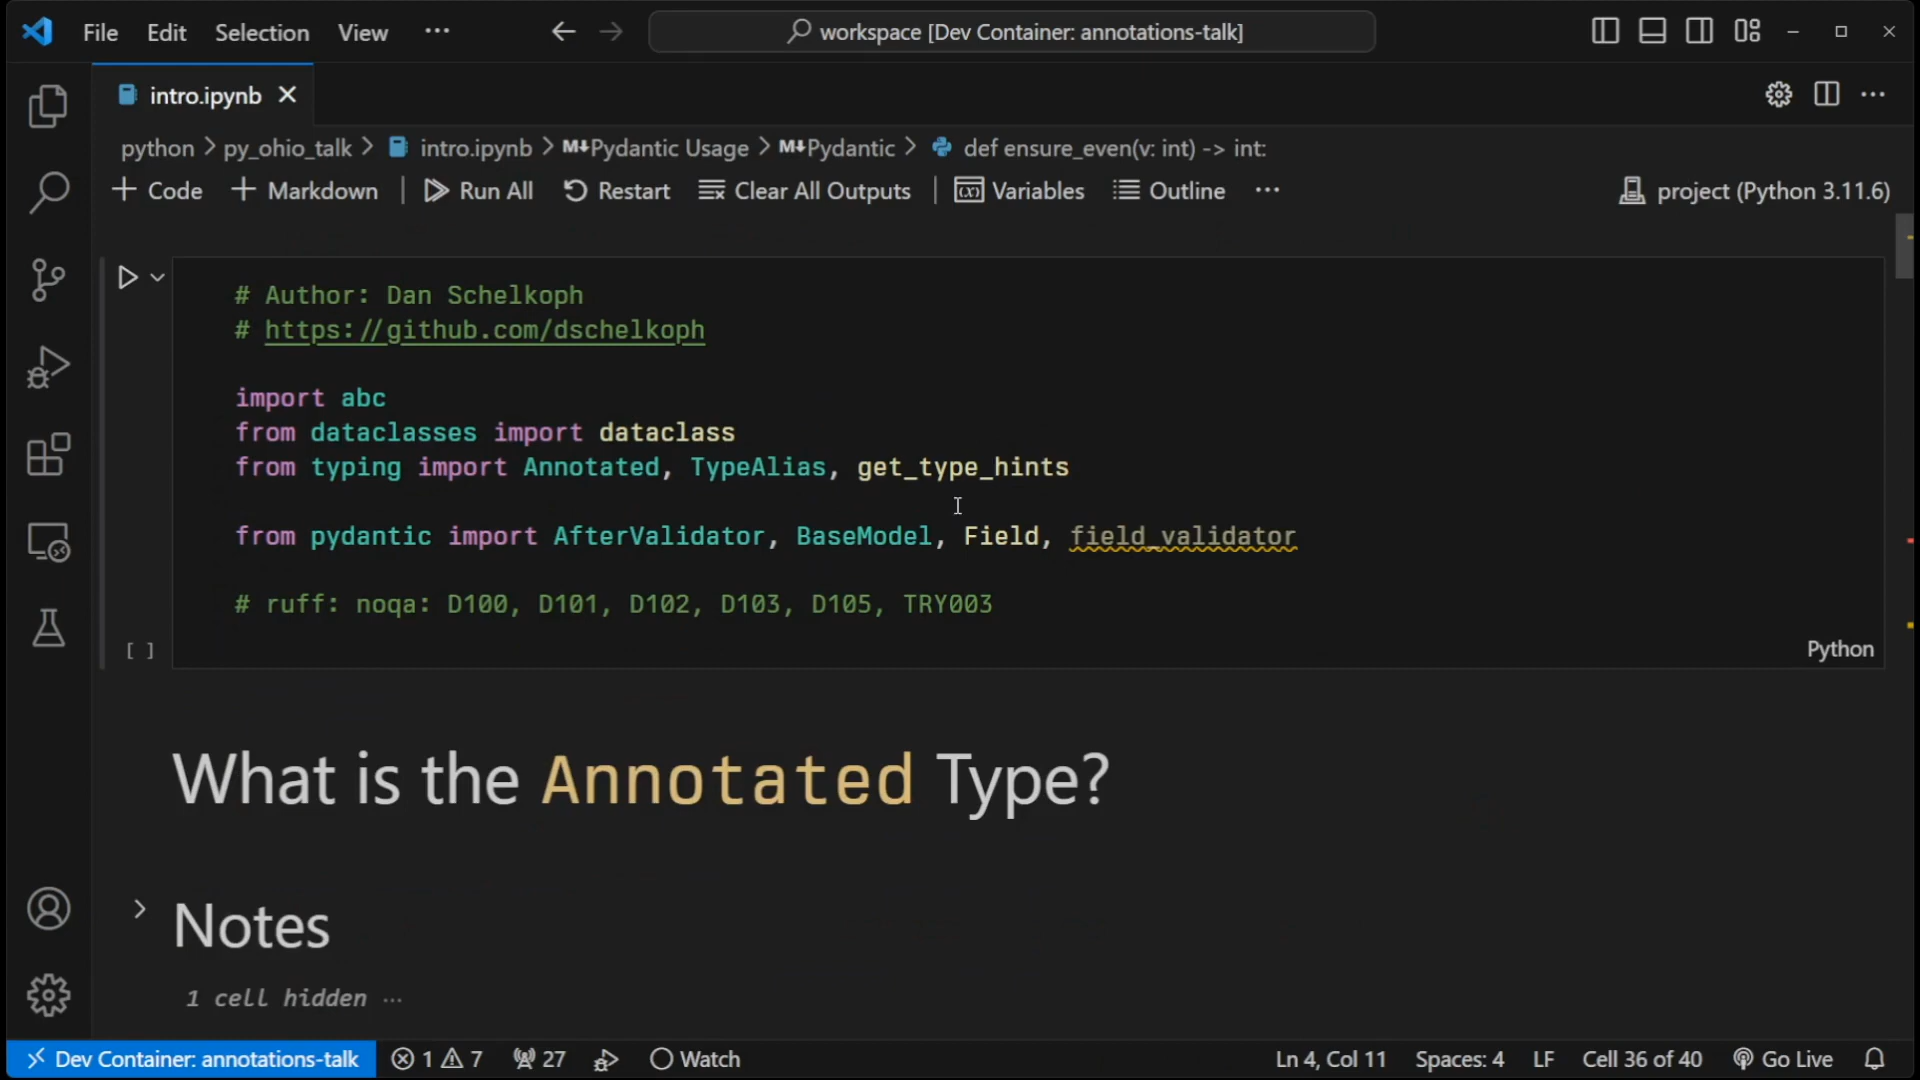 File Edit Selection View ··· workspace [Dev Container: annotations-talk]
intro.ipynb
python > py_ohio_talk > intro.ipynb > M↓Pydantic Usage > M↓Pydantic > def ensure_even(v: int) -> int:
+ Code + Markdown | Run All Restart Clear All Outputs | Variables Outline ··· project (Python 3.11.6)
# Author: Dan Schelkoph
# https://github.com/dschelkoph
import abc
from dataclasses import dataclass
from typing import Annotated, TypeAlias, get_type_hints
from pydantic import AfterValidator, BaseModel, Field, field_validator
# ruff: noqa: D100, D101, D102, D103, D105, TRY003
[ ] Python
What is the Annotated Type?
Notes
1 cell hidden ···
Dev Container: annotations-talk 1 7 27 Watch Ln 4, Col 11 Spaces: 4 LF Cell 36 of 40 Go Live